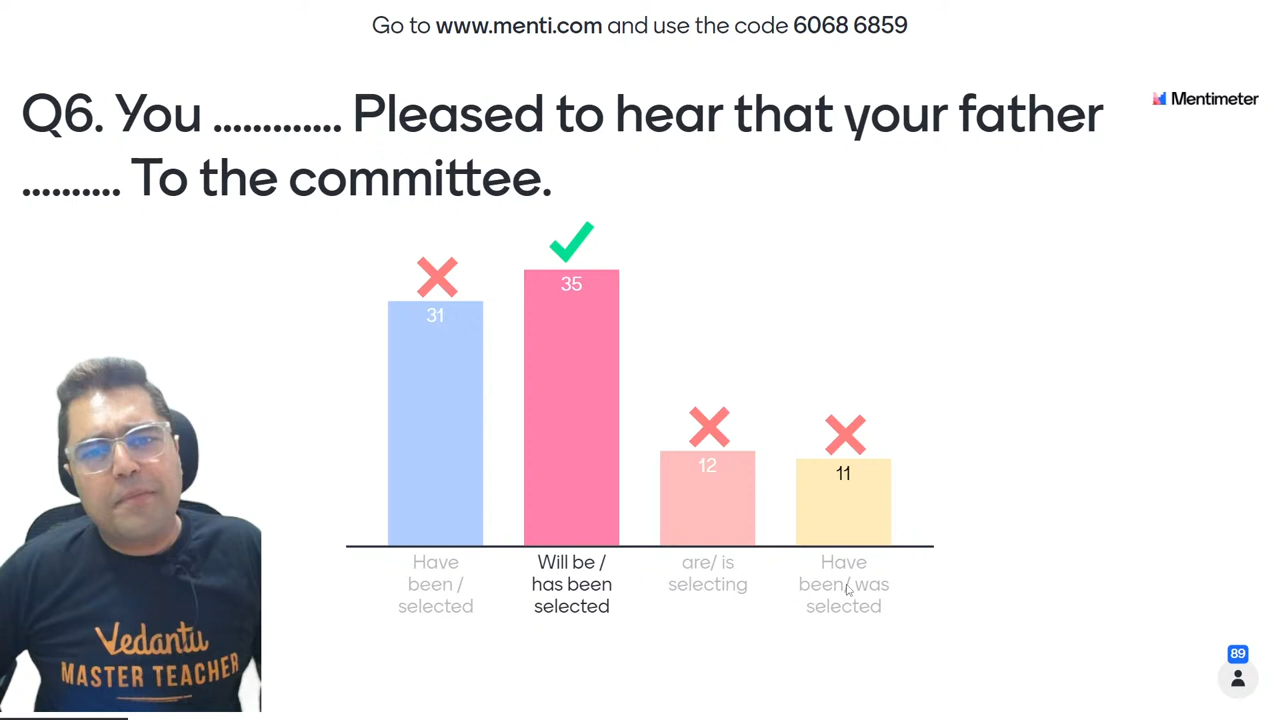 Go to www.menti.com and use the code 6068 6859
Mentimeter
Q6. You ............. Pleased to hear that your father
.......... To the committee.
31
35
12
11
Have
been /
selected
Will be /
has been
selected
are/ is
selecting
Have
been/ was
selected
Vedantu
MASTER TEACHER
89